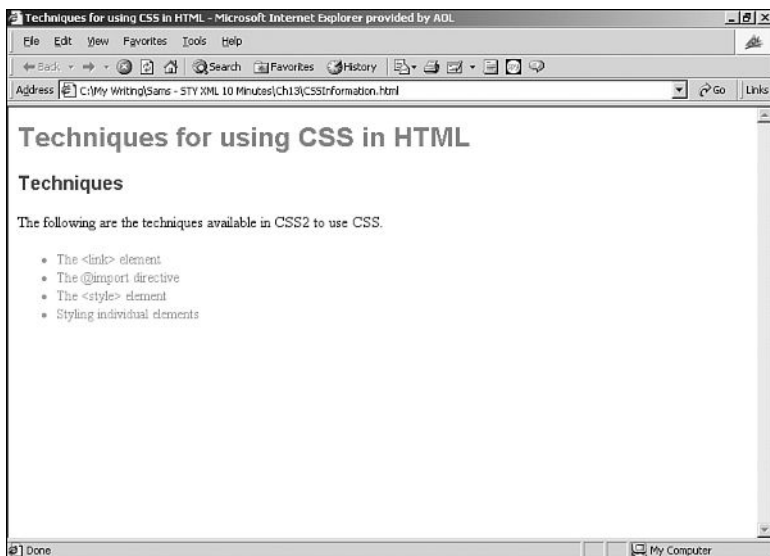 Techniques for using CSS in HTML - Microsoft Internet Explorer provided by AOL
File Edit View Favorites Tools Help
Back Search Favorites History
Address C:\My Writing\Sams - STY XML 10 Minutes\Ch13\CSSInformation.html Go Links
Techniques for using CSS in HTML
Techniques
The following are the techniques available in CSS2 to use CSS.
• The <link> element
• The @import directive
• The <style> element
• Styling individual elements
Done My Computer